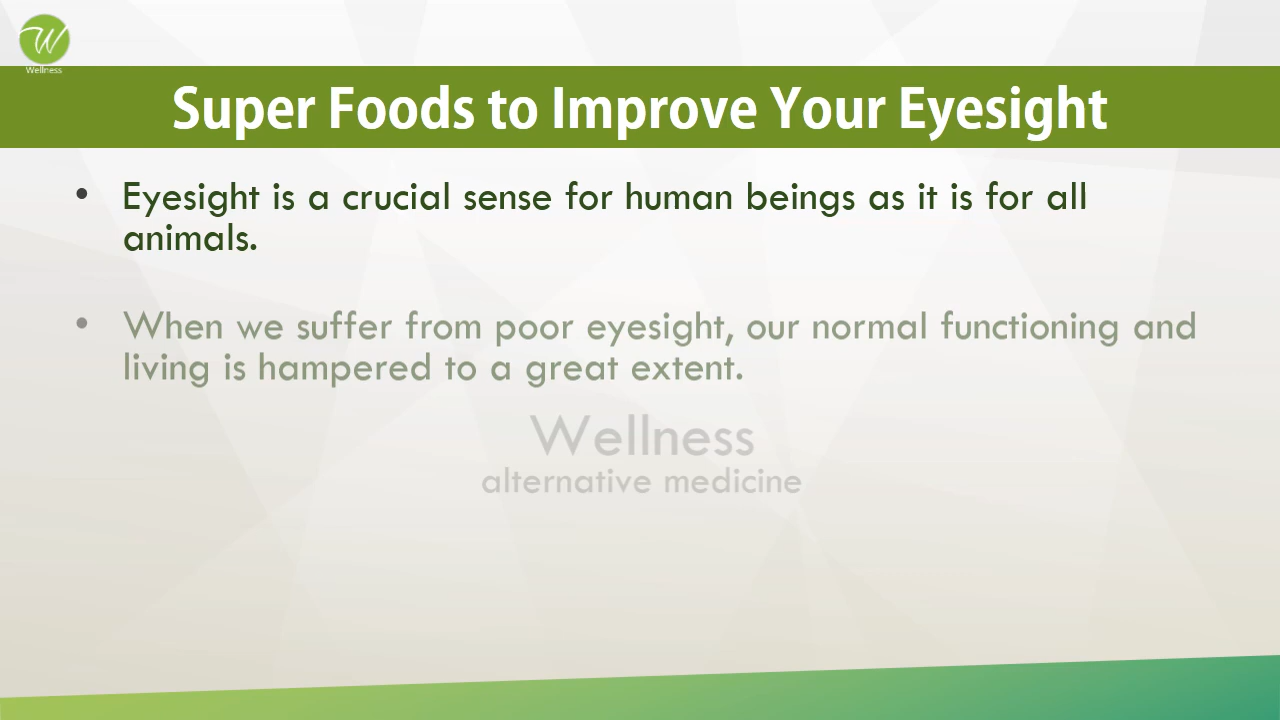 W
Wellness
Super Foods to Improve Your Eyesight
• Eyesight is a crucial sense for human beings as it is for all
animals.
• When we suffer from poor eyesight, our normal functioning and
living is hampered to a great extent.
Wellness
alternative medicine